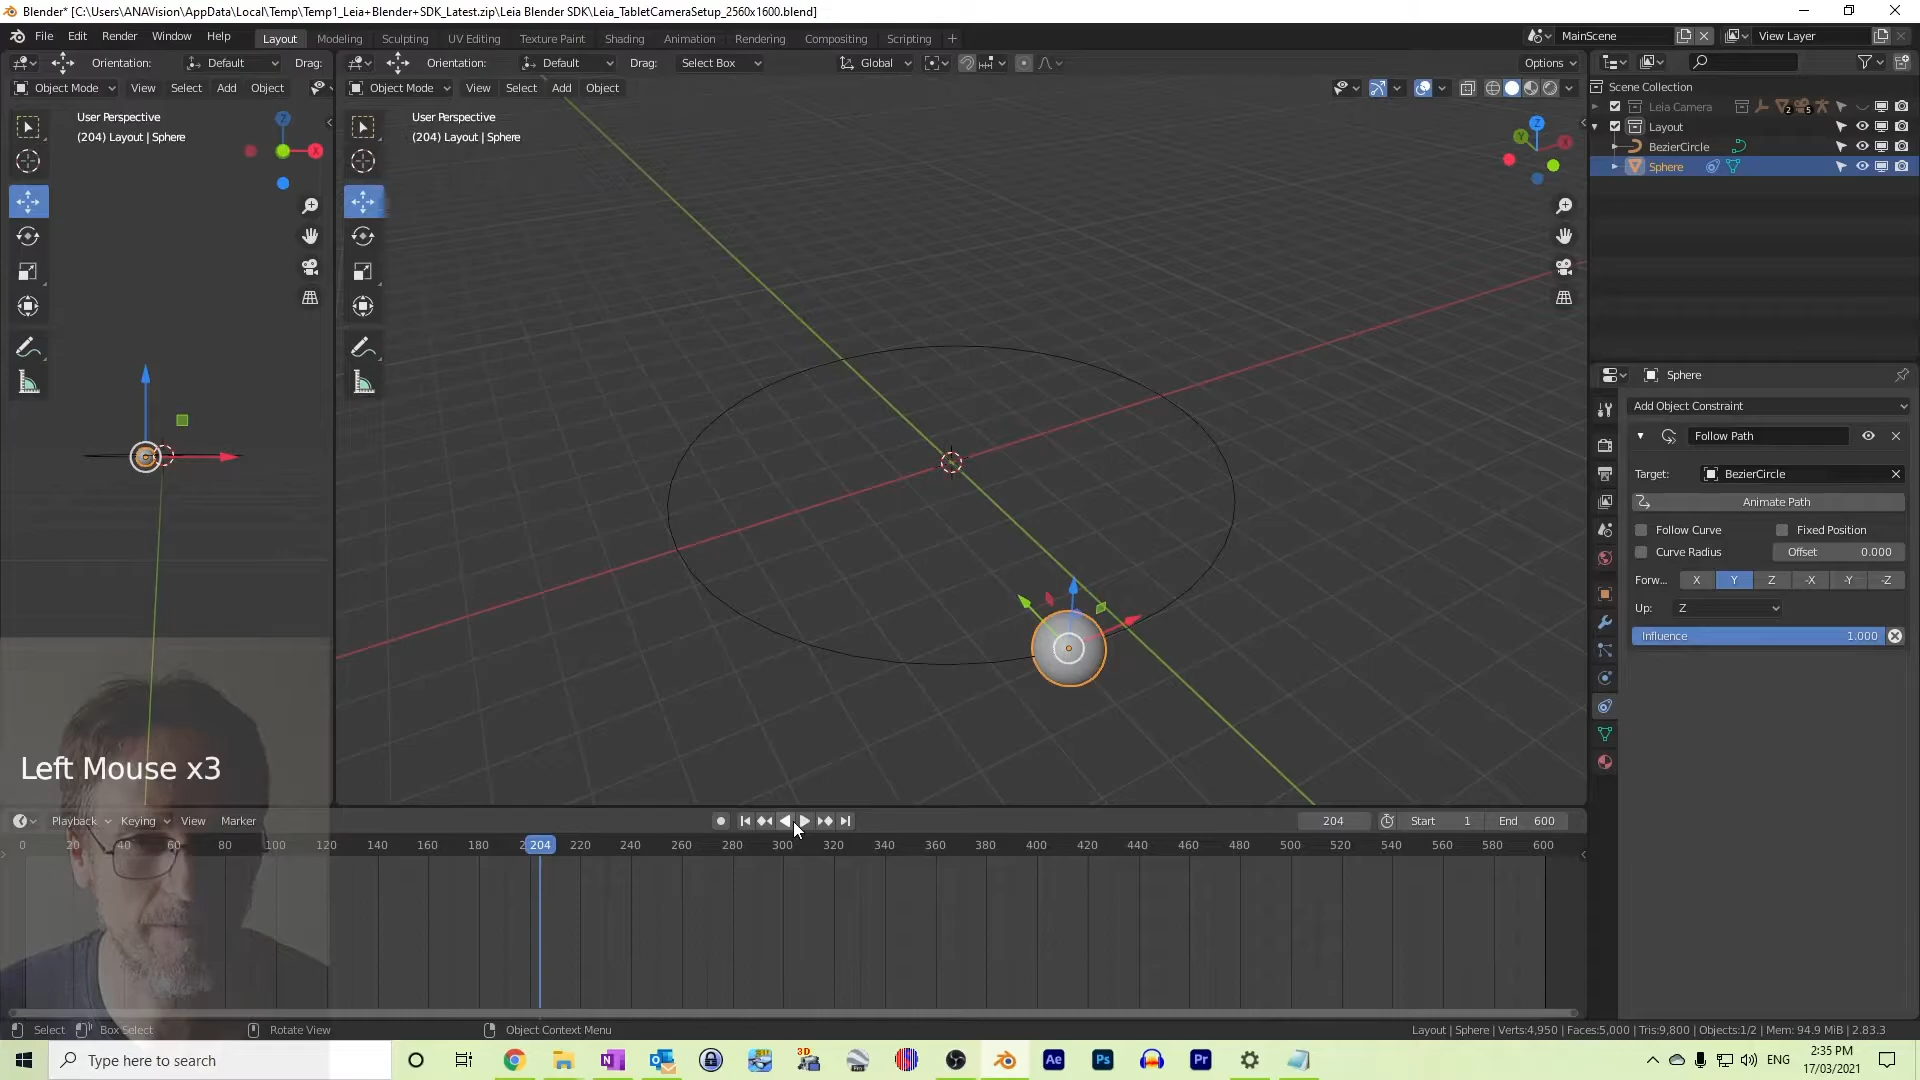 Blender* [C:\Users\ANAVision\AppData\Local\Temp\Temp1_Leia+Blender+SDK_Latest.zip\Leia Blender SDK\Leia_TabletCameraSetup_2560x1600.blend]
File Edit Render Window Help Layout Modeling Sculpting UV Editing Texture Paint Shading Animation Rendering Compositing Scripting + MainScene View Layer
Orientation: Default Drag: Orientation: Default Drag: Select Box Global Options
Object Mode View Select Add Object Object Mode View Select Add Object
Scene Collection
Leia Camera 2 5
Layout
BezierCircle
Sphere
User Perspective
(204) Layout | Sphere
User Perspective
(204) Layout | Sphere
Z
X
Z
Y
X
Sphere
Add Object Constraint
Follow Path
Target: BezierCircle
Animate Path
Follow Curve Fixed Position
Curve Radius Offset 0.000
Forw... X Y Z -X -Y -Z
Up: Z
Influence 1.000
Left Mouse x3
Playback Keying View Marker 204 Start 1 End 600
0 20 40 60 80 100 120 140 160 180 2 204 220 240 260 280 300 320 340 360 380 400 420 440 460 480 500 520 540 560 580 600
Select Box Select Rotate View Object Context Menu Layout | Sphere | Verts:4,950 | Faces:5,000 | Tris:9,800 | Objects:1/2 | Mem: 94.9 MiB | 2.83.3
Type here to search
3D
Pro
Ae Ps Pr
ENG
2:35 PM
17/03/2021